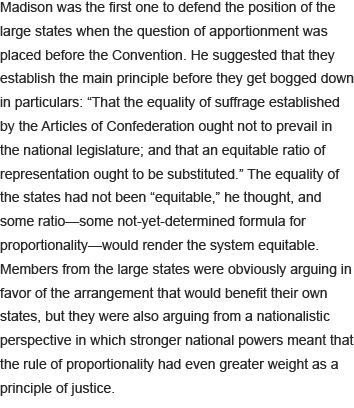 Madison was the first one to defend the position of the
large states when the question of apportionment was
placed before the Convention. He suggested that they
establish the main principle before they get bogged down
in particulars: “That the equality of suffrage established
by the Articles of Confederation ought not to prevail in
the national legislature; and that an equitable ratio of
representation ought to be substituted.” The equality of
the states had not been “equitable,” he thought, and
some ratio—some not-yet-determined formula for
proportionality—would render the system equitable.
Members from the large states were obviously arguing in
favor of the arrangement that would benefit their own
states, but they were also arguing from a nationalistic
perspective in which stronger national powers meant that
the rule of proportionality had even greater weight as a
principle of justice.